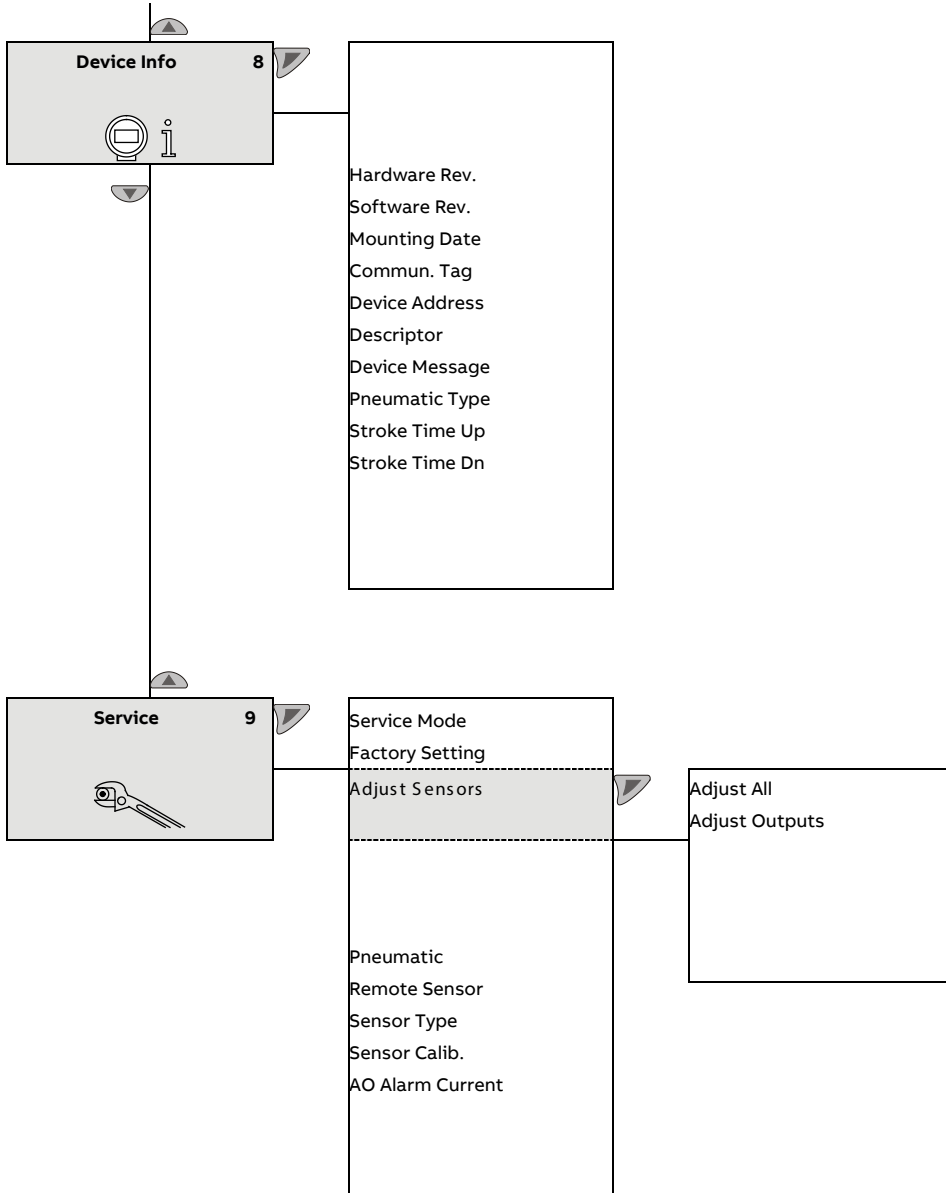 Device Info 8
i
Hardware Rev.
Software Rev.
Mounting Date
Commun. Tag
Device Address
Descriptor
Device Message
Pneumatic Type
Stroke Time Up
Stroke Time Dn
Service 9
Service Mode
Factory Setting
Adjust Sensors
Adjust All
Adjust Outputs
Pneumatic
Remote Sensor
Sensor Type
Sensor Calib.
AO Alarm Current